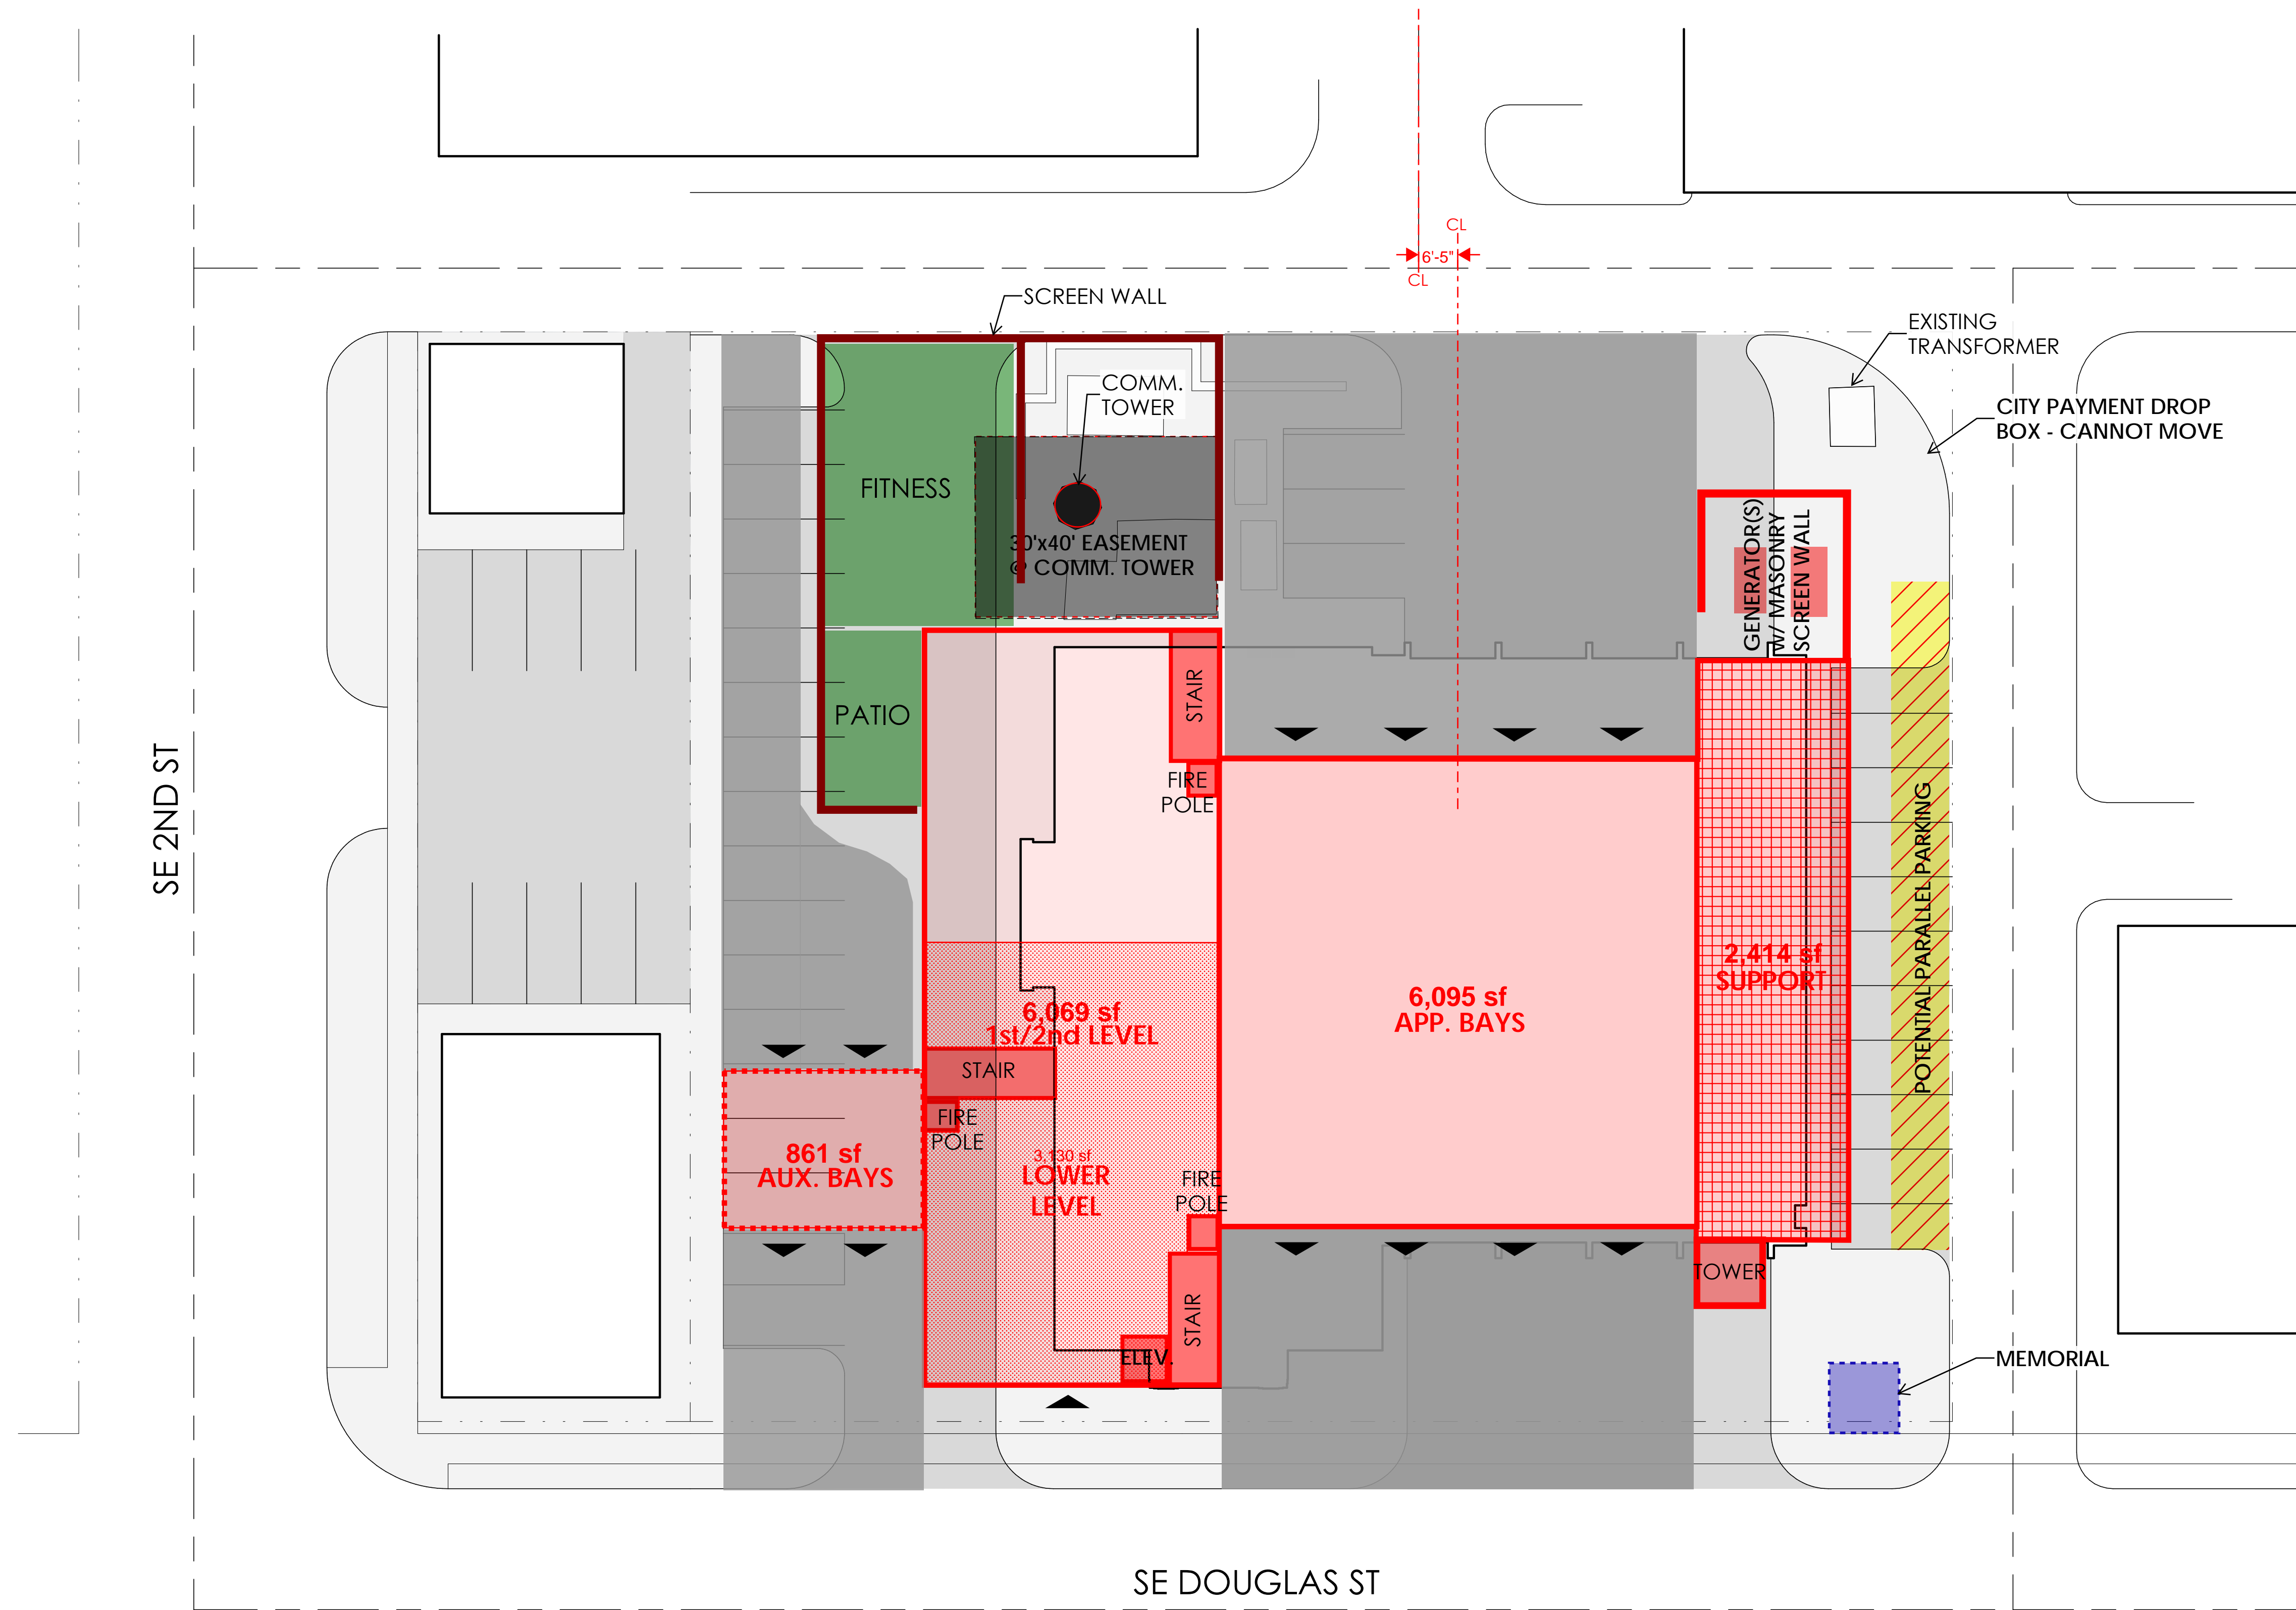 CL
6'-5"
CL
SCREEN WALL
EXISTING
TRANSFORMER
COMM.
TOWER
CITY PAYMENT DROP
BOX - CANNOT MOVE
FITNESS
30'x40' EASEMENT
@ COMM. TOWER
GENERATOR(S)
w/ MASONRY
SCREEN WALL
STAIR
PATIO
FIRE
POLE
SE 2ND ST
POTENTIAL PARALLEL PARKING
2,414 sf
SUPPORT
6,069 sf
1st/2nd LEVEL
6,095 sf
APP. BAYS
STAIR
FIRE
POLE
861 sf
AUX. BAYS
3,130 sf
LOWER
LEVEL
FIRE
POLE
TOWER
STAIR
ELEV.
MEMORIAL
SE DOUGLAS ST